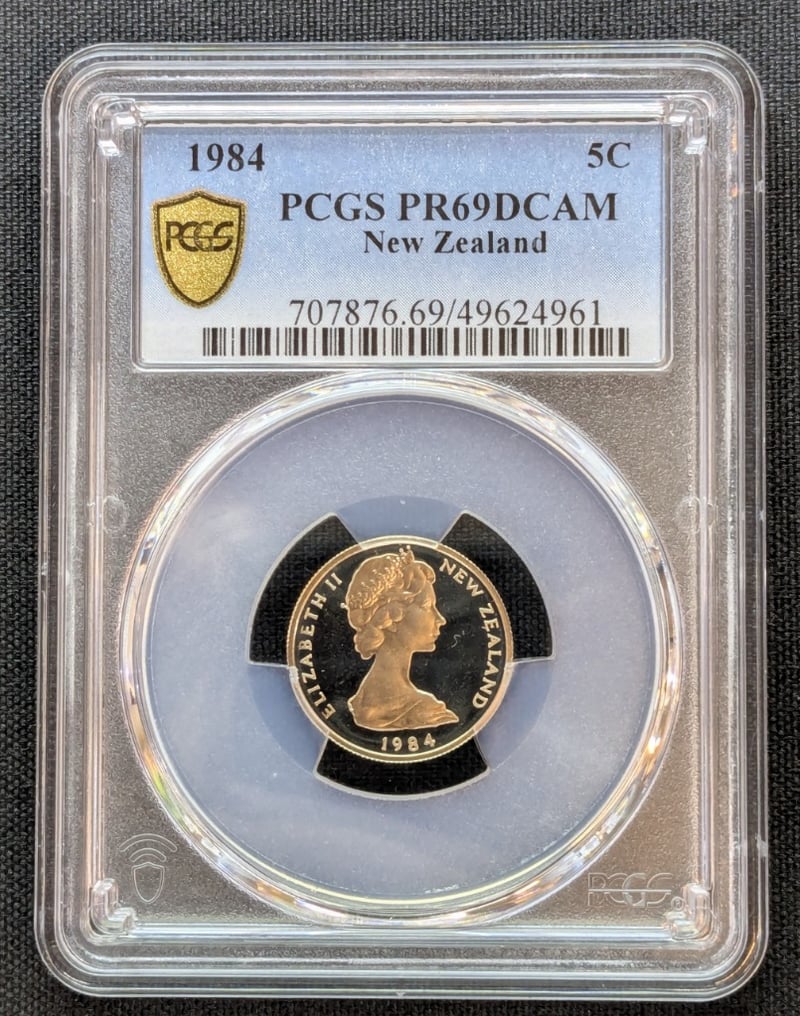 1984 5C
PCGS PR69DCAM
New Zealand
PCGS
707876.69/49624961
ELIZABETH II
NEW ZEALAND
1984
PCGS